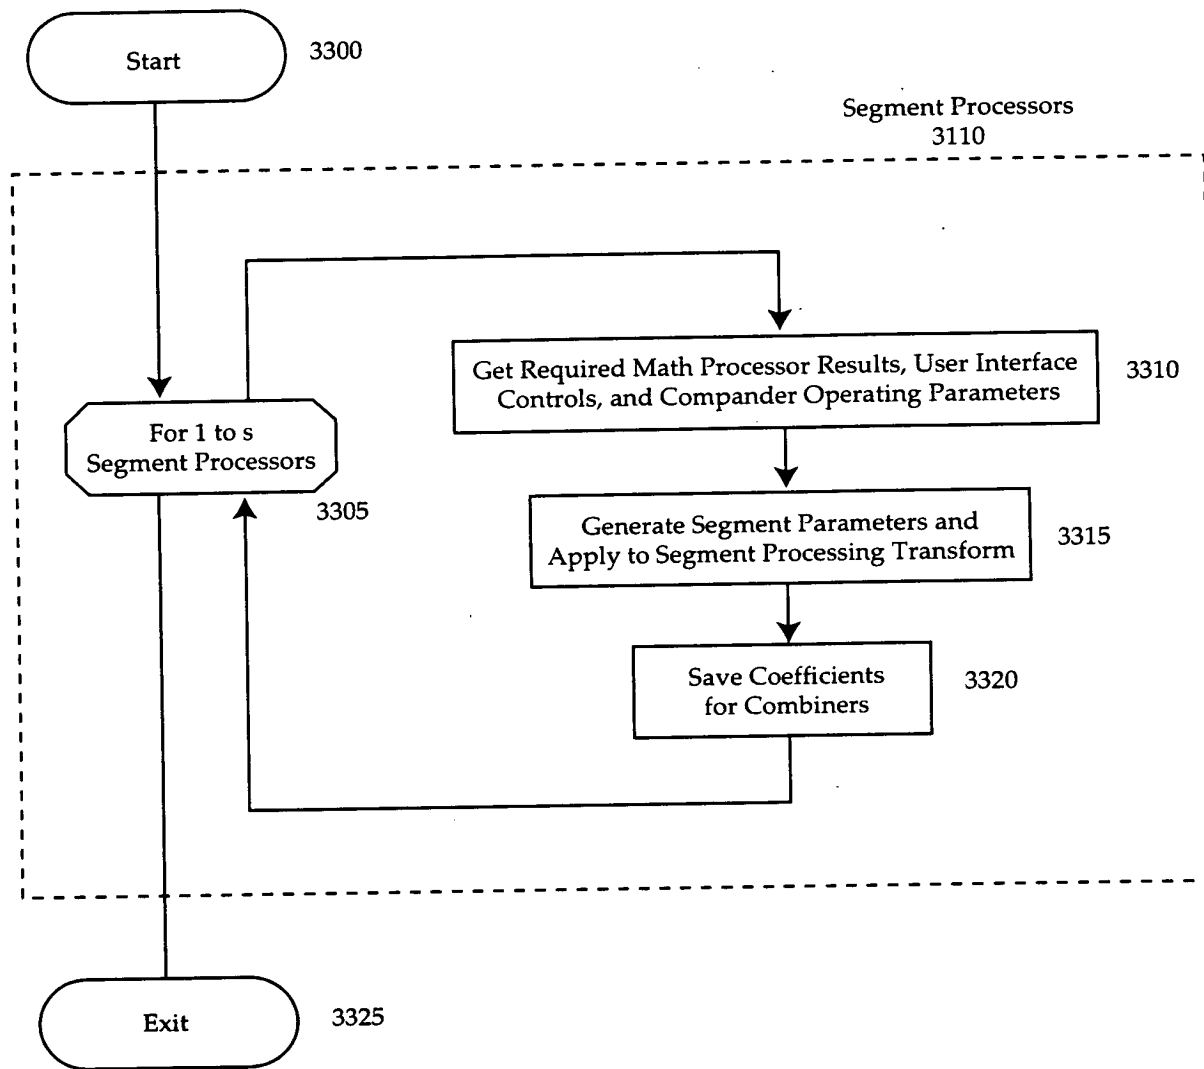 Start
3300
Segment Processors
3110
For 1 to s
Segment Processors
3305
Get Required Math Processor Results, User Interface
Controls, and Compander Operating Parameters
3310
Generate Segment Parameters and
Apply to Segment Processing Transform
3315
Save Coefficients
for Combiners
3320
Exit
3325